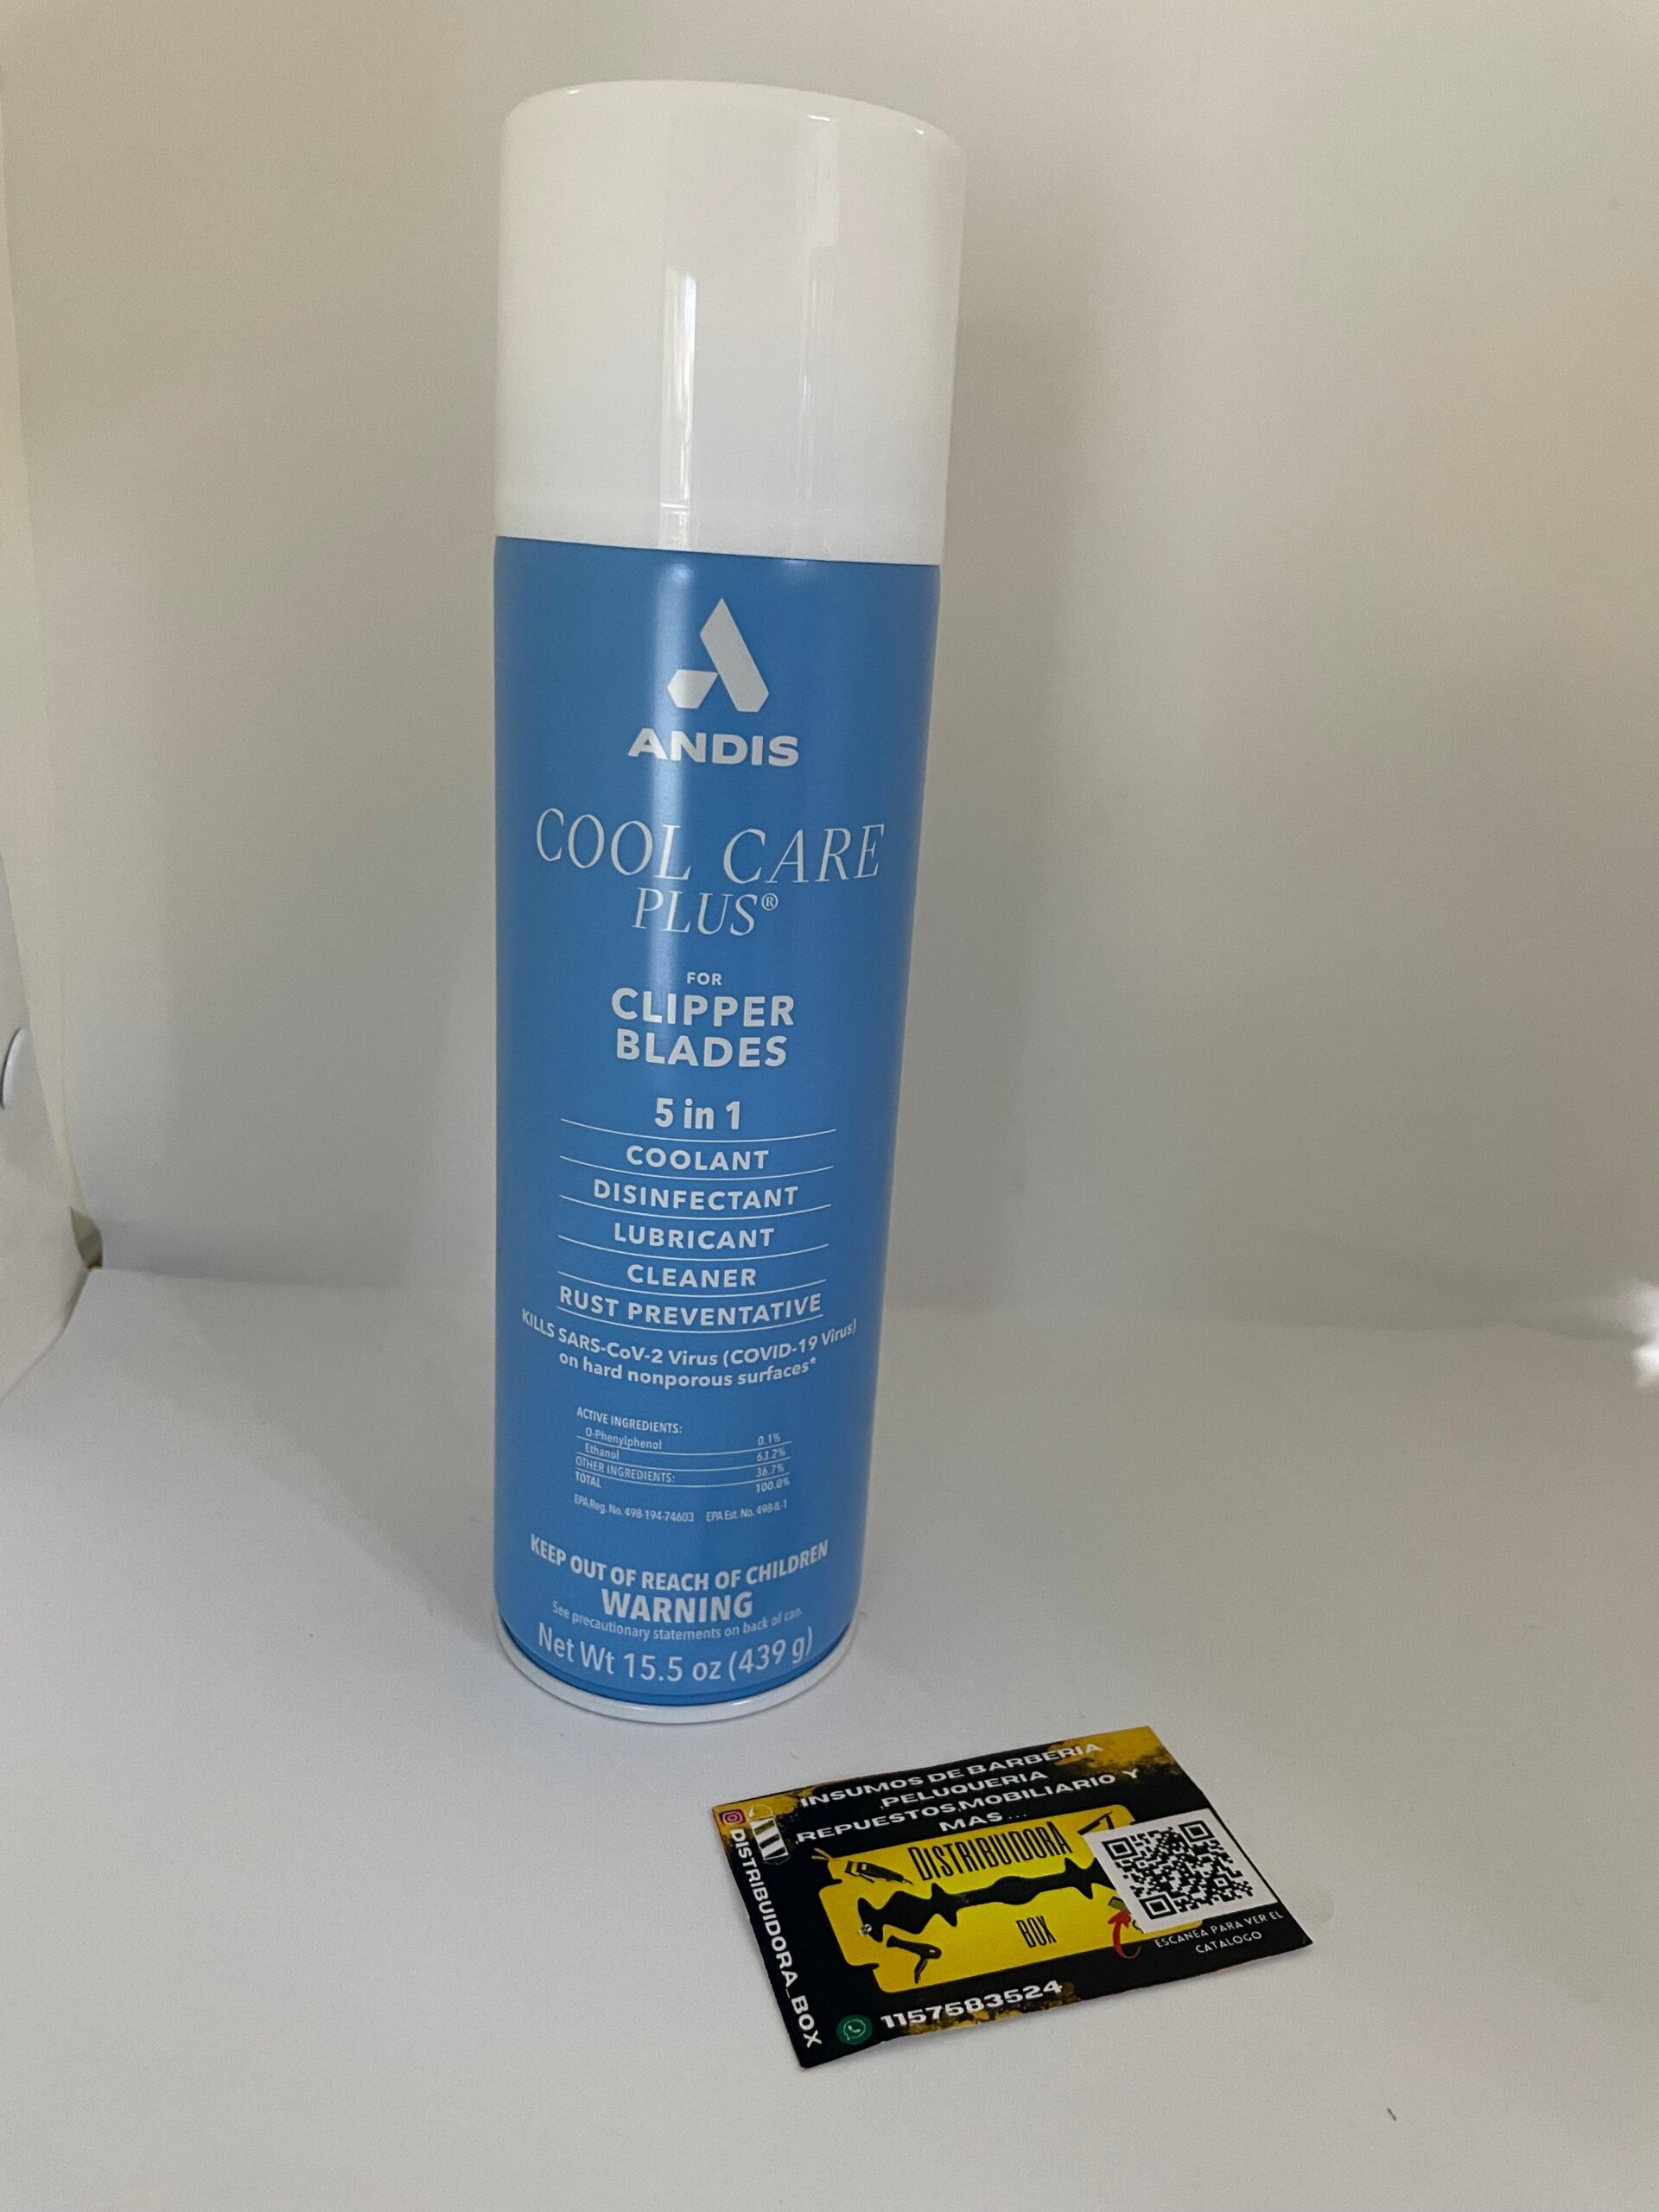 ANDIS
COOL CARE
PLUS®
FOR
CLIPPER
BLADES
5 in 1
COOLANT
DISINFECTANT
LUBRICANT
CLEANER
RUST PREVENTATIVE
KILLS SARS-CoV-2 Virus (COVID-19 Virus)
on hard nonporous surfaces*
ACTIVE INGREDIENTS:
O-Phenylphenol 0.1%
Ethanol 63.2%
OTHER INGREDIENTS: 36.7%
TOTAL 100.0%
EPA Reg. No. 498-194-74603 EPA Est. No. 498-IL-1
KEEP OUT OF REACH OF CHILDREN
WARNING
See precautionary statements on back of can.
Net Wt 15.5 oz (439 g)
INSUMOS DE BARBERIA
PELUQUERIA
,REPUESTOS,MOBILIARIO Y
MAS...
DISTRIBUIDORA_BOX
DISTRIBUIDORA
BOX
ESCANEA PARA VER EL
CATALOGO
1157583524